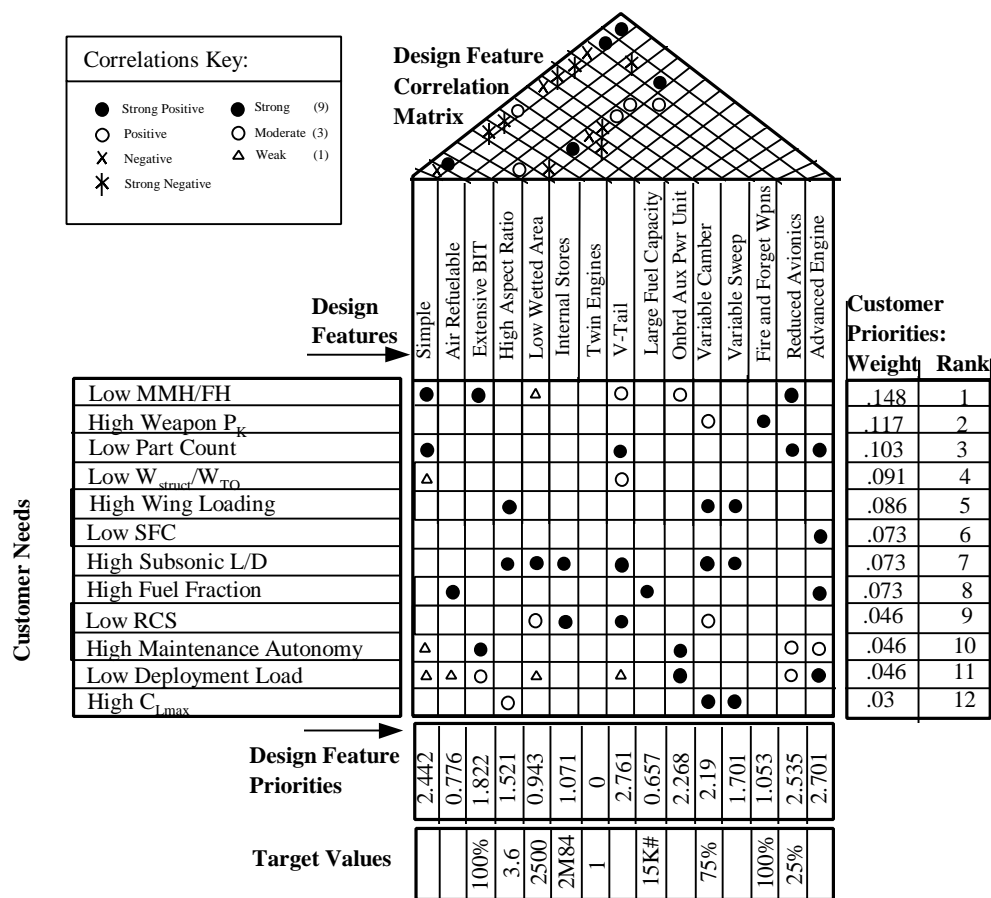 Correlations Key:
Strong Positive
Strong (9)
Positive
Moderate (3)
Negative
Weak (1)
Strong Negative
Design Feature
Correlation
Matrix
Design
Features
Simple
Air Refuelable
Extensive BIT
High Aspect Ratio
Low Wetted Area
Internal Stores
Twin Engines
V-Tail
Large Fuel Capacity
Onbrd Aux Pwr Unit
Variable Camber
Variable Sweep
Fire and Forget Wpns
Reduced Avionics
Advanced Engine
Customer
Priorities:
Weight Rank
Customer Needs
Low MMH/FH .148 1
High Weapon PK .117 2
Low Part Count .103 3
Low Wstruct/WTO .091 4
High Wing Loading .086 5
Low SFC .073 6
High Subsonic L/D .073 7
High Fuel Fraction .073 8
Low RCS .046 9
High Maintenance Autonomy .046 10
Low Deployment Load .046 11
High CLmax .03 12
Design Feature
Priorities
2.442 0.776 1.822 1.521 0.943 1.071 0 2.761 0.657 2.268 2.19 1.701 1.053 2.535 2.701
Target Values
100% 3.6 2500 2M84 1 15K# 75% 100% 25%